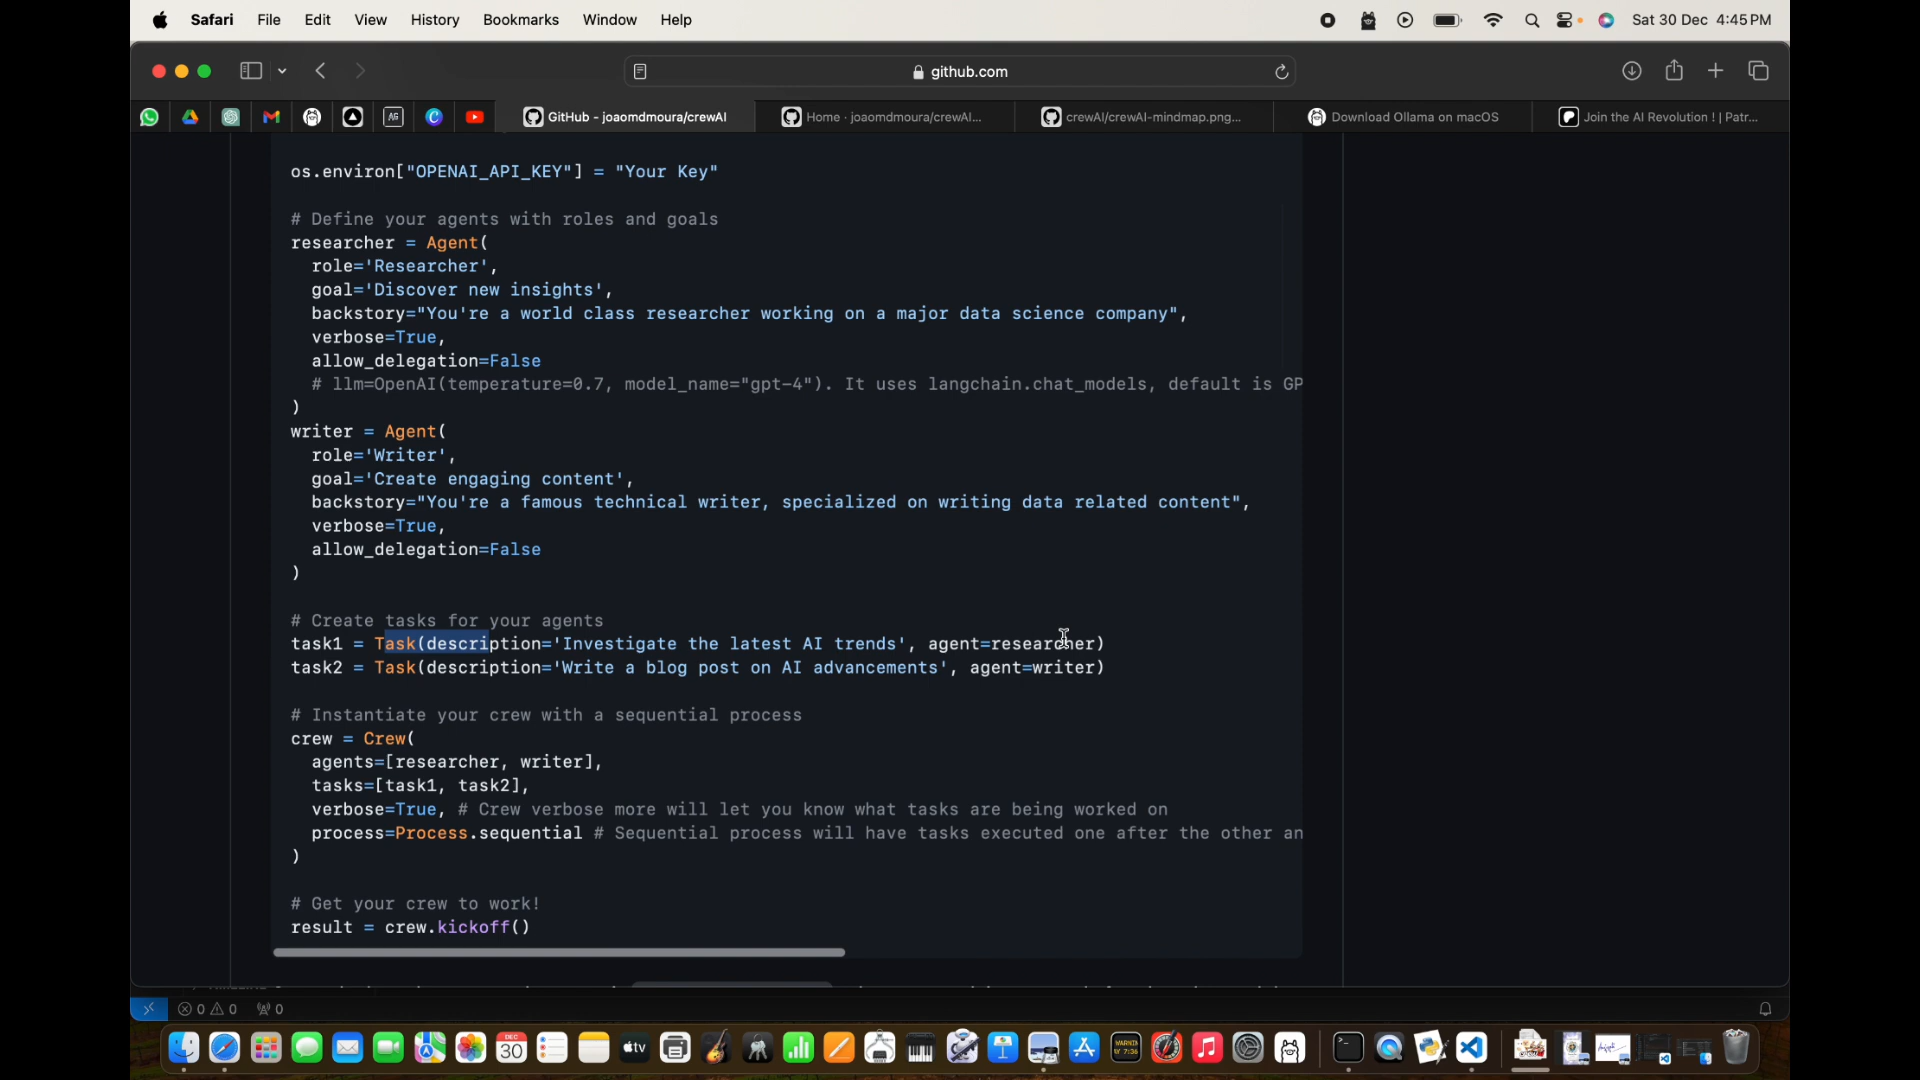 Safari File Edit View History Bookmarks Window Help Sat 30 Dec 4:45 PM
github.com
GitHub - joaomdmoura/crewAI Home · joaomdmoura/crewAI... crewAI/crewAI-mindmap.png... Download Ollama on macOS Join the AI Revolution ! | Patr...
os.environ["OPENAI_API_KEY"] = "Your Key"
# Define your agents with roles and goals
researcher = Agent(
role='Researcher',
goal='Discover new insights',
backstory="You're a world class researcher working on a major data science company",
verbose=True,
allow_delegation=False
# llm=OpenAI(temperature=0.7, model_name="gpt-4"). It uses langchain.chat_models, default is GP
)
writer = Agent(
role='Writer',
goal='Create engaging content',
backstory="You're a famous technical writer, specialized on writing data related content",
verbose=True,
allow_delegation=False
)
# Create tasks for your agents
task1 = Task(description='Investigate the latest AI trends', agent=researcher)
task2 = Task(description='Write a blog post on AI advancements', agent=writer)
# Instantiate your crew with a sequential process
crew = Crew(
agents=[researcher, writer],
tasks=[task1, task2],
verbose=True, # Crew verbose more will let you know what tasks are being worked on
process=Process.sequential # Sequential process will have tasks executed one after the other an
)
# Get your crew to work!
result = crew.kickoff()
0 0 0
DEC
30
tv